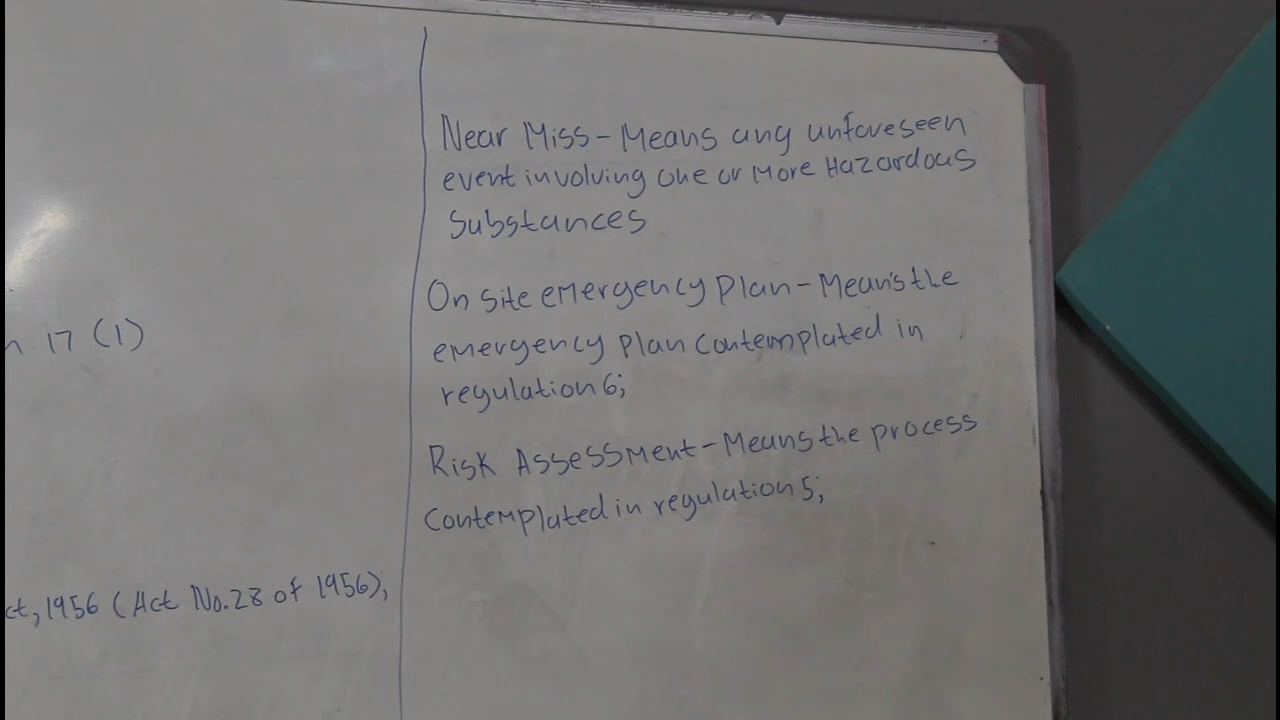 17 (1)
ct, 1956 (Act No.28 of 1956);
Near Miss - Means any unforeseen
event involving one or more Hazardous
Substances
On site emergency plan - Means the
emergency plan contemplated in
regulation 6;
Risk Assessment - Means the process
contemplated in regulation 5;